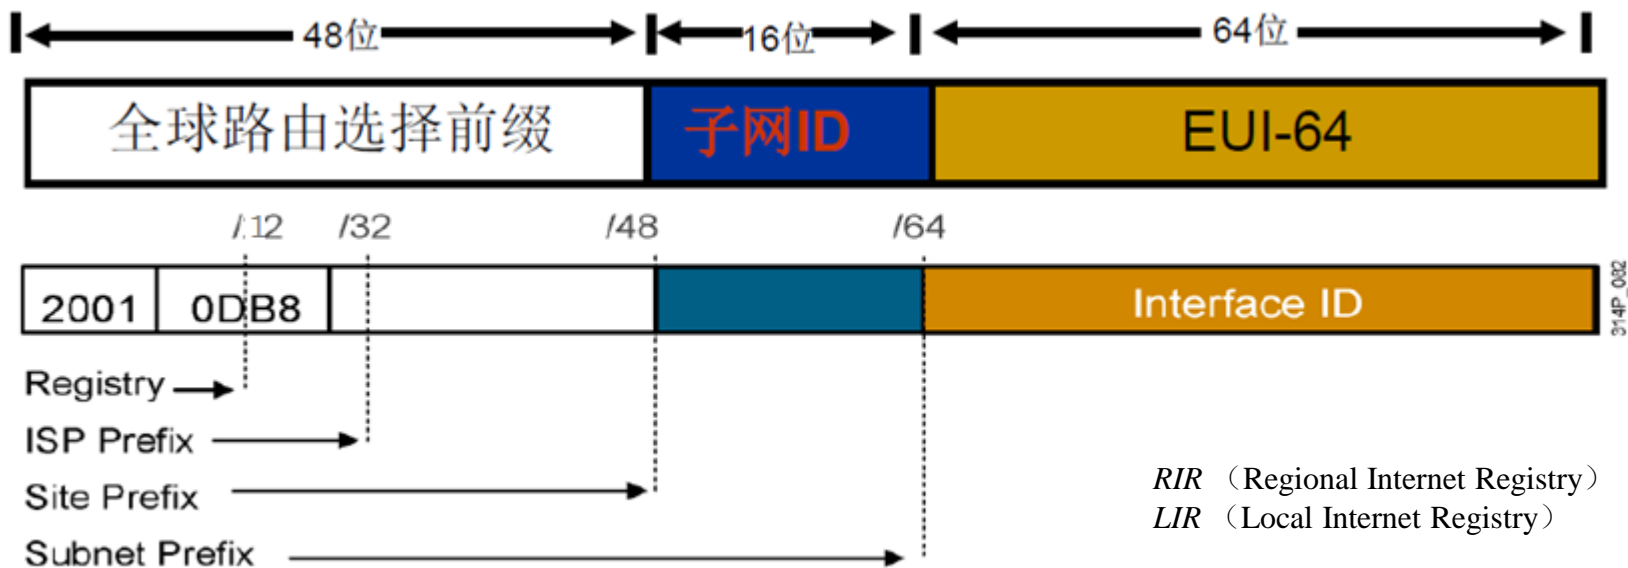 48位 16位 64位
全球路由选择前缀 子网ID EUI-64
/12 /32 /48 /64
2001 0DB8 Interface ID
314P_082
Registry
ISP Prefix
Site Prefix
Subnet Prefix
RIR （Regional Internet Registry）
LIR （Local Internet Registry）